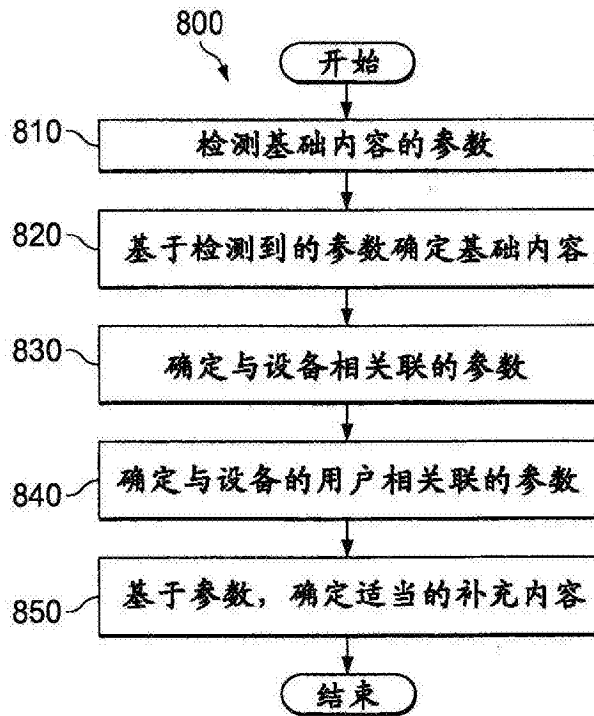 800
开始
810
检测基础内容的参数
820
基于检测到的参数确定基础内容
830
确定与设备相关联的参数
840
确定与设备的用户相关联的参数
850
基于参数，确定适当的补充内容
结束